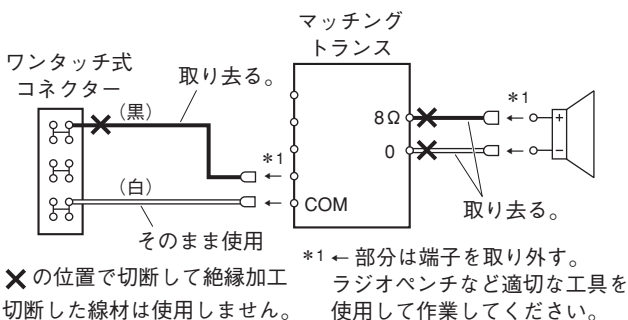 マッチング
トランス
ワンタッチ式
コネクター
取り去る。
(黒)
*1
(白)
そのまま使用
8Ω
0
COM
*1
+
−
取り去る。
✕ の位置で切断して絶縁加工
切断した線材は使用しません。
*1 ← 部分は端子を取り外す。
ラジオペンチなど適切な工具を
使用して作業してください。